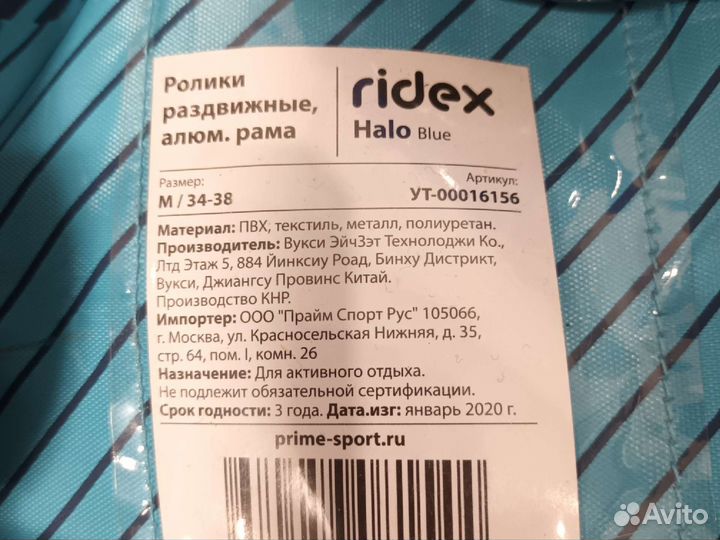 Ролики
раздвижные,
алюм. рама
ridex
Halo Blue
Размер:
M / 34-38
Артикул:
УТ-00016156
Материал: ПВХ, текстиль, металл, полиуретан.
Производитель: Вукси ЭйчЗэт Технолоджи Ко.,
Лтд Этаж 5, 884 Йинксиу Роад, Бинху Дистрикт,
Вукси, Джиангсу Провинс Китай.
Производство КНР.
Импортер: ООО "Прайм Спорт Рус" 105066,
г. Москва, ул. Красносельская Нижняя, д. 35,
стр. 64, пом. I, комн. 26
Назначение: Для активного отдыха.
Не подлежит обязательной сертификации.
Срок годности: 3 года. Дата.изг: январь 2020 г.
prime-sport.ru
Avito